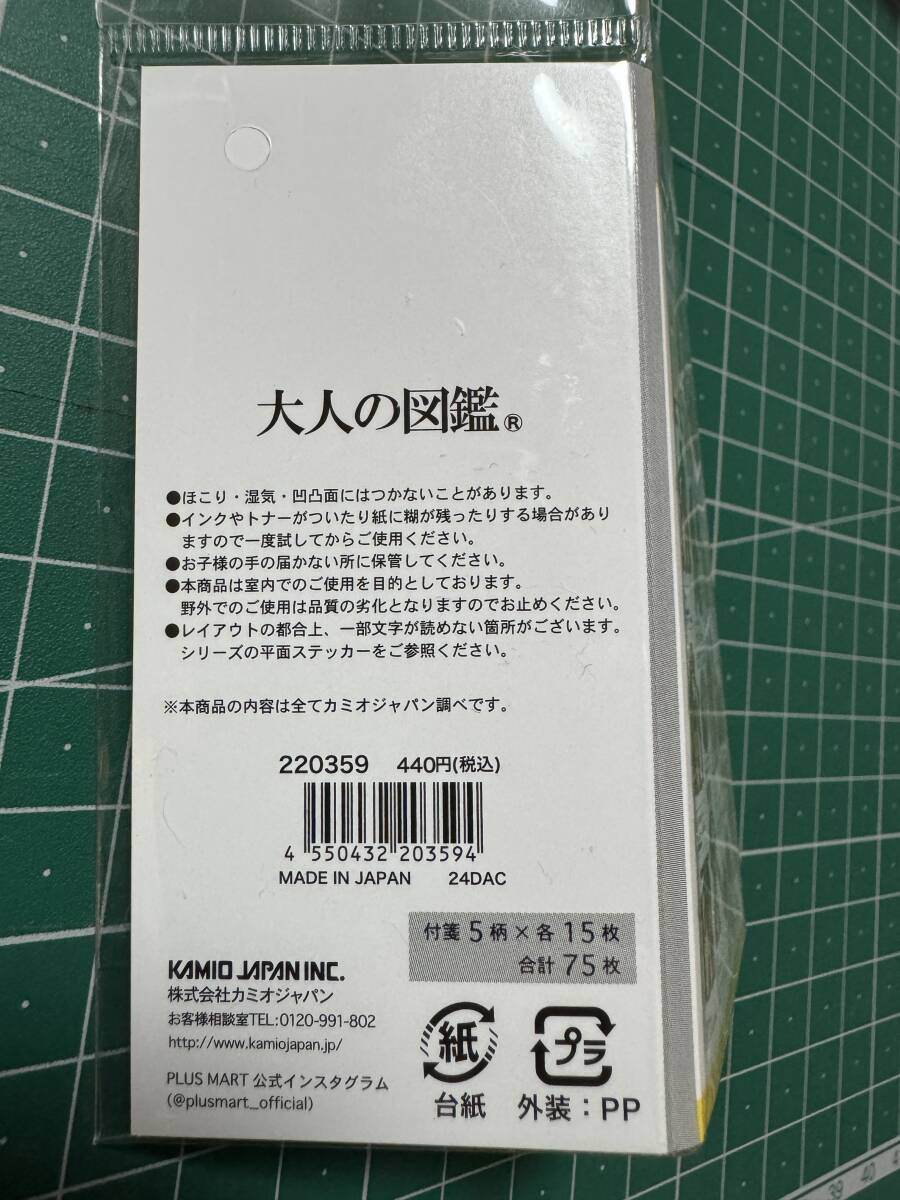 大人の図鑑®
●ほこり・湿気・凹凸面にはつかないことがあります。
●インクやトナーがついたり紙に糊が残ったりする場合があり
ますので一度試してからご使用ください。
●お子様の手の届かない所に保管してください。
●本商品は室内でのご使用を目的としております。
野外でのご使用は品質の劣化となりますのでお止めください。
●レイアウトの都合上、一部文字が読めない箇所がございます。
シリーズの平面ステッカーをご参照ください。
※本商品の内容は全てカミオジャパン調べです。
220359 440円(税込)
4 550432 203594
MADE IN JAPAN 24DAC
付箋 5 柄 × 各 15 枚
合計 75 枚
KAMIO JAPAN INC.
株式会社カミオジャパン
お客様相談室TEL:0120-991-802
http://www.kamiojapan.jp/
PLUS MART 公式インスタグラム
(@plusmart_official)
紙
台紙
プラ
外装：PP
39 40